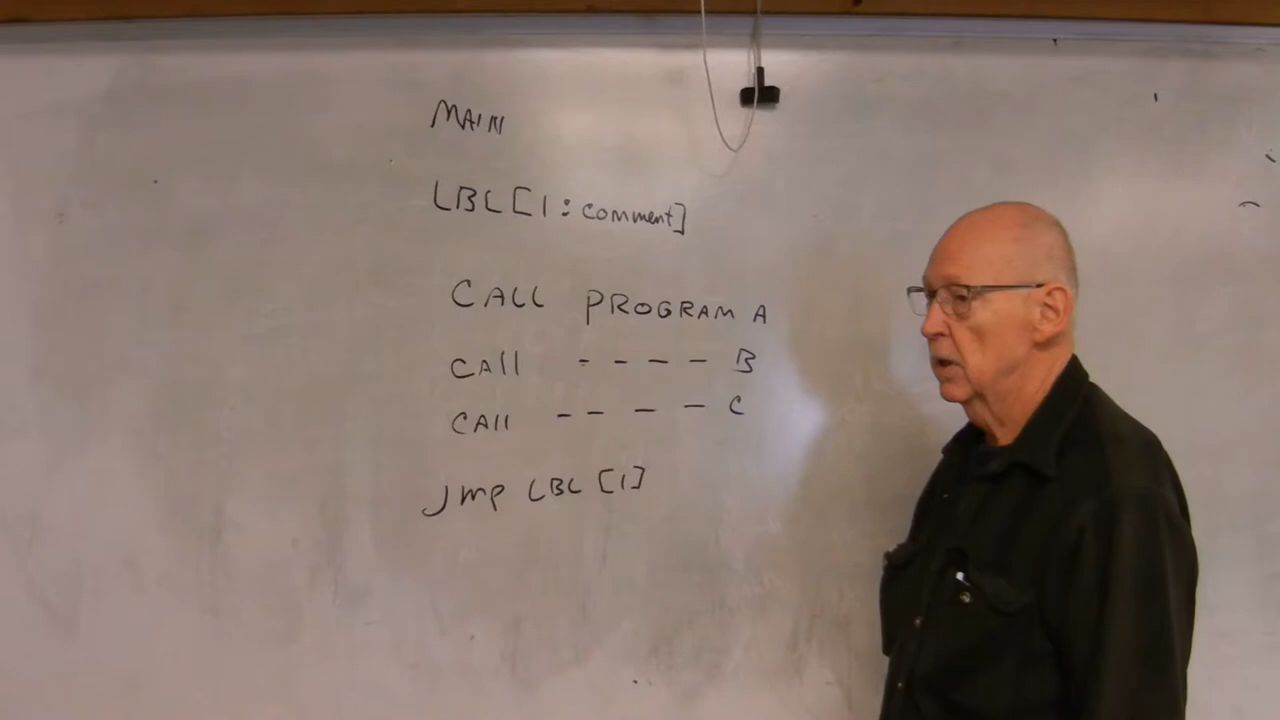 MAIN
LBL[1:comment]
CALL PROGRAM A
CALL - - - - B
CALL - - - - C
JMP LBL [1]